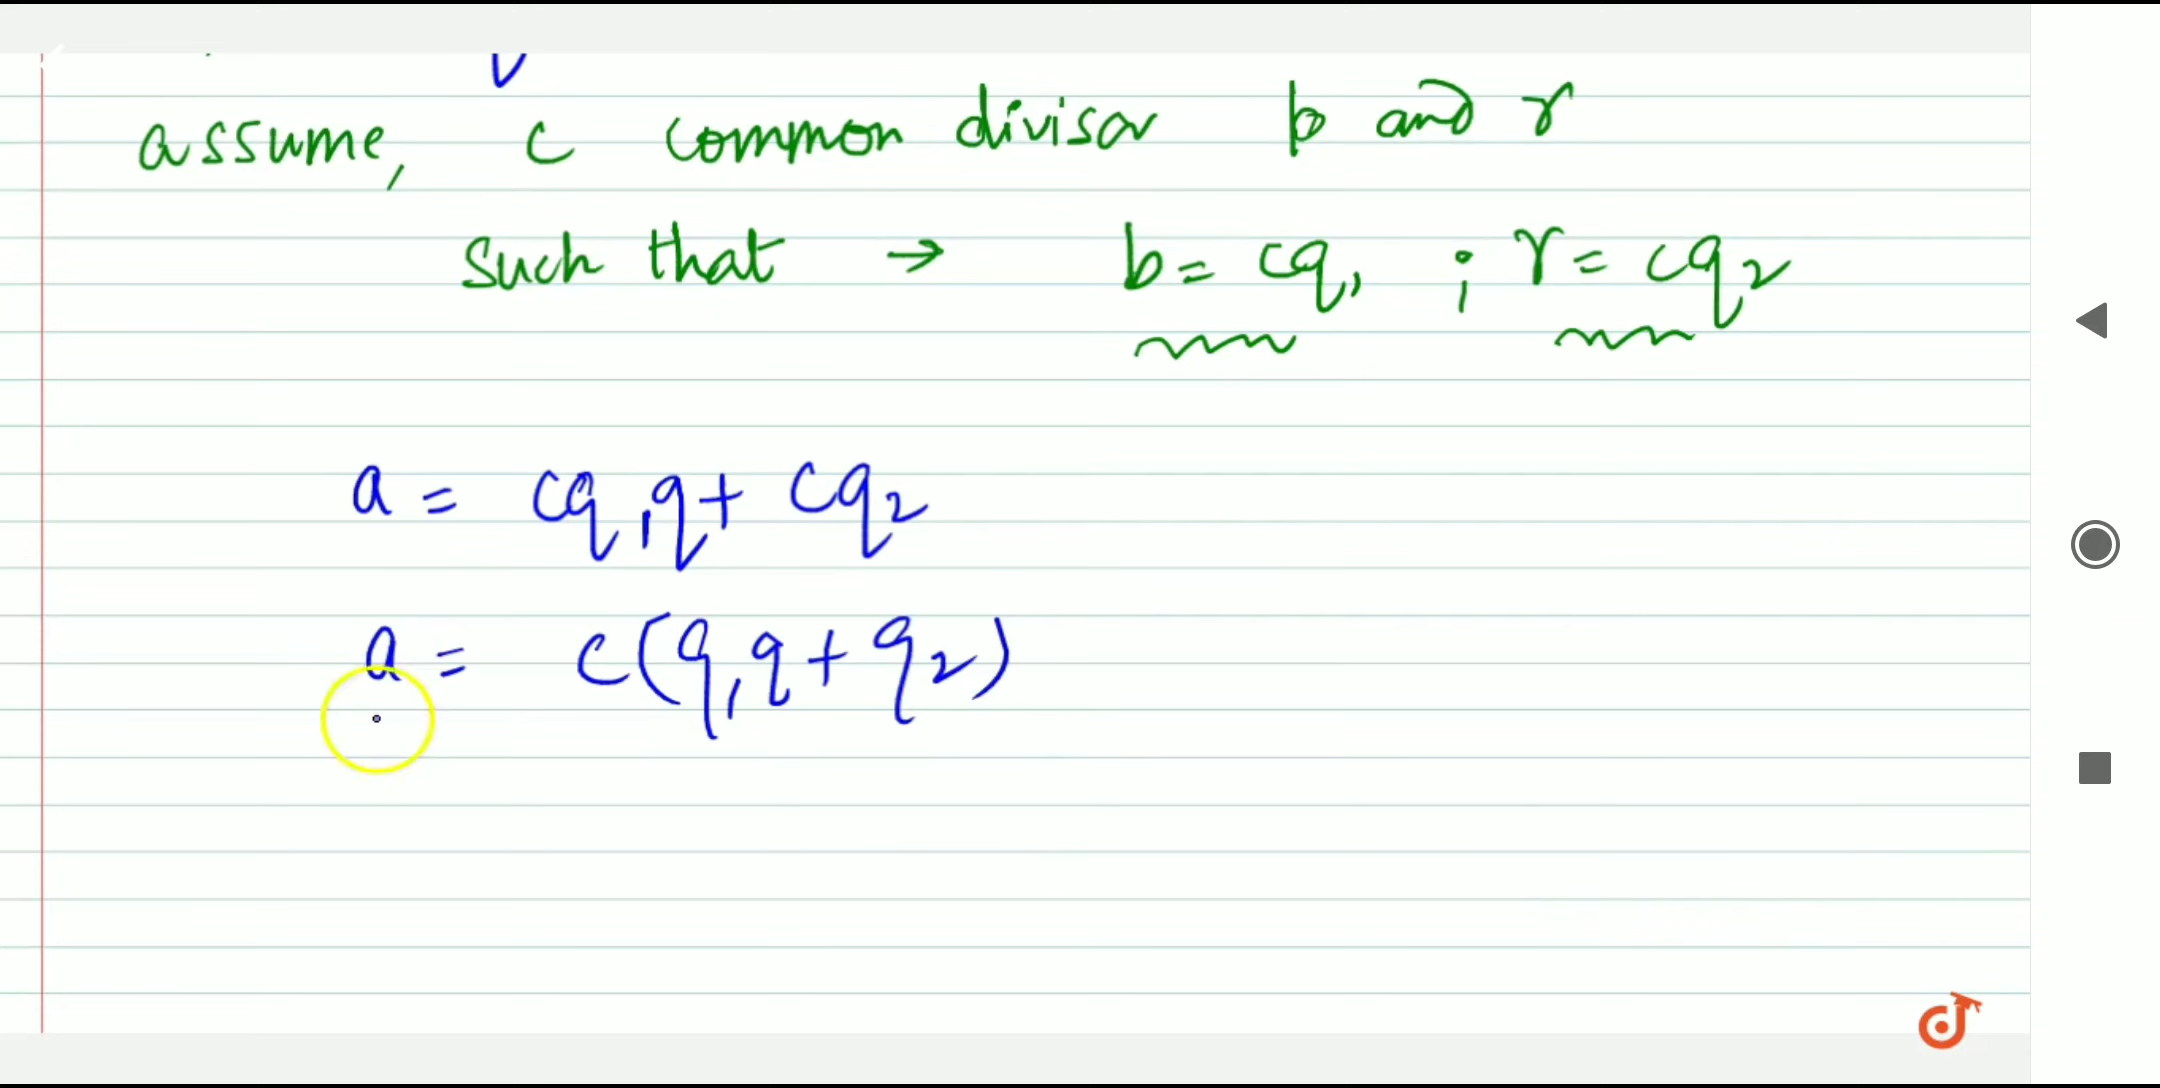 assume, c common divisor b and r
such that → b = cq₁ ; r = cq₂
a = cq₁q + cq₂
a = c(q₁q + q₂)